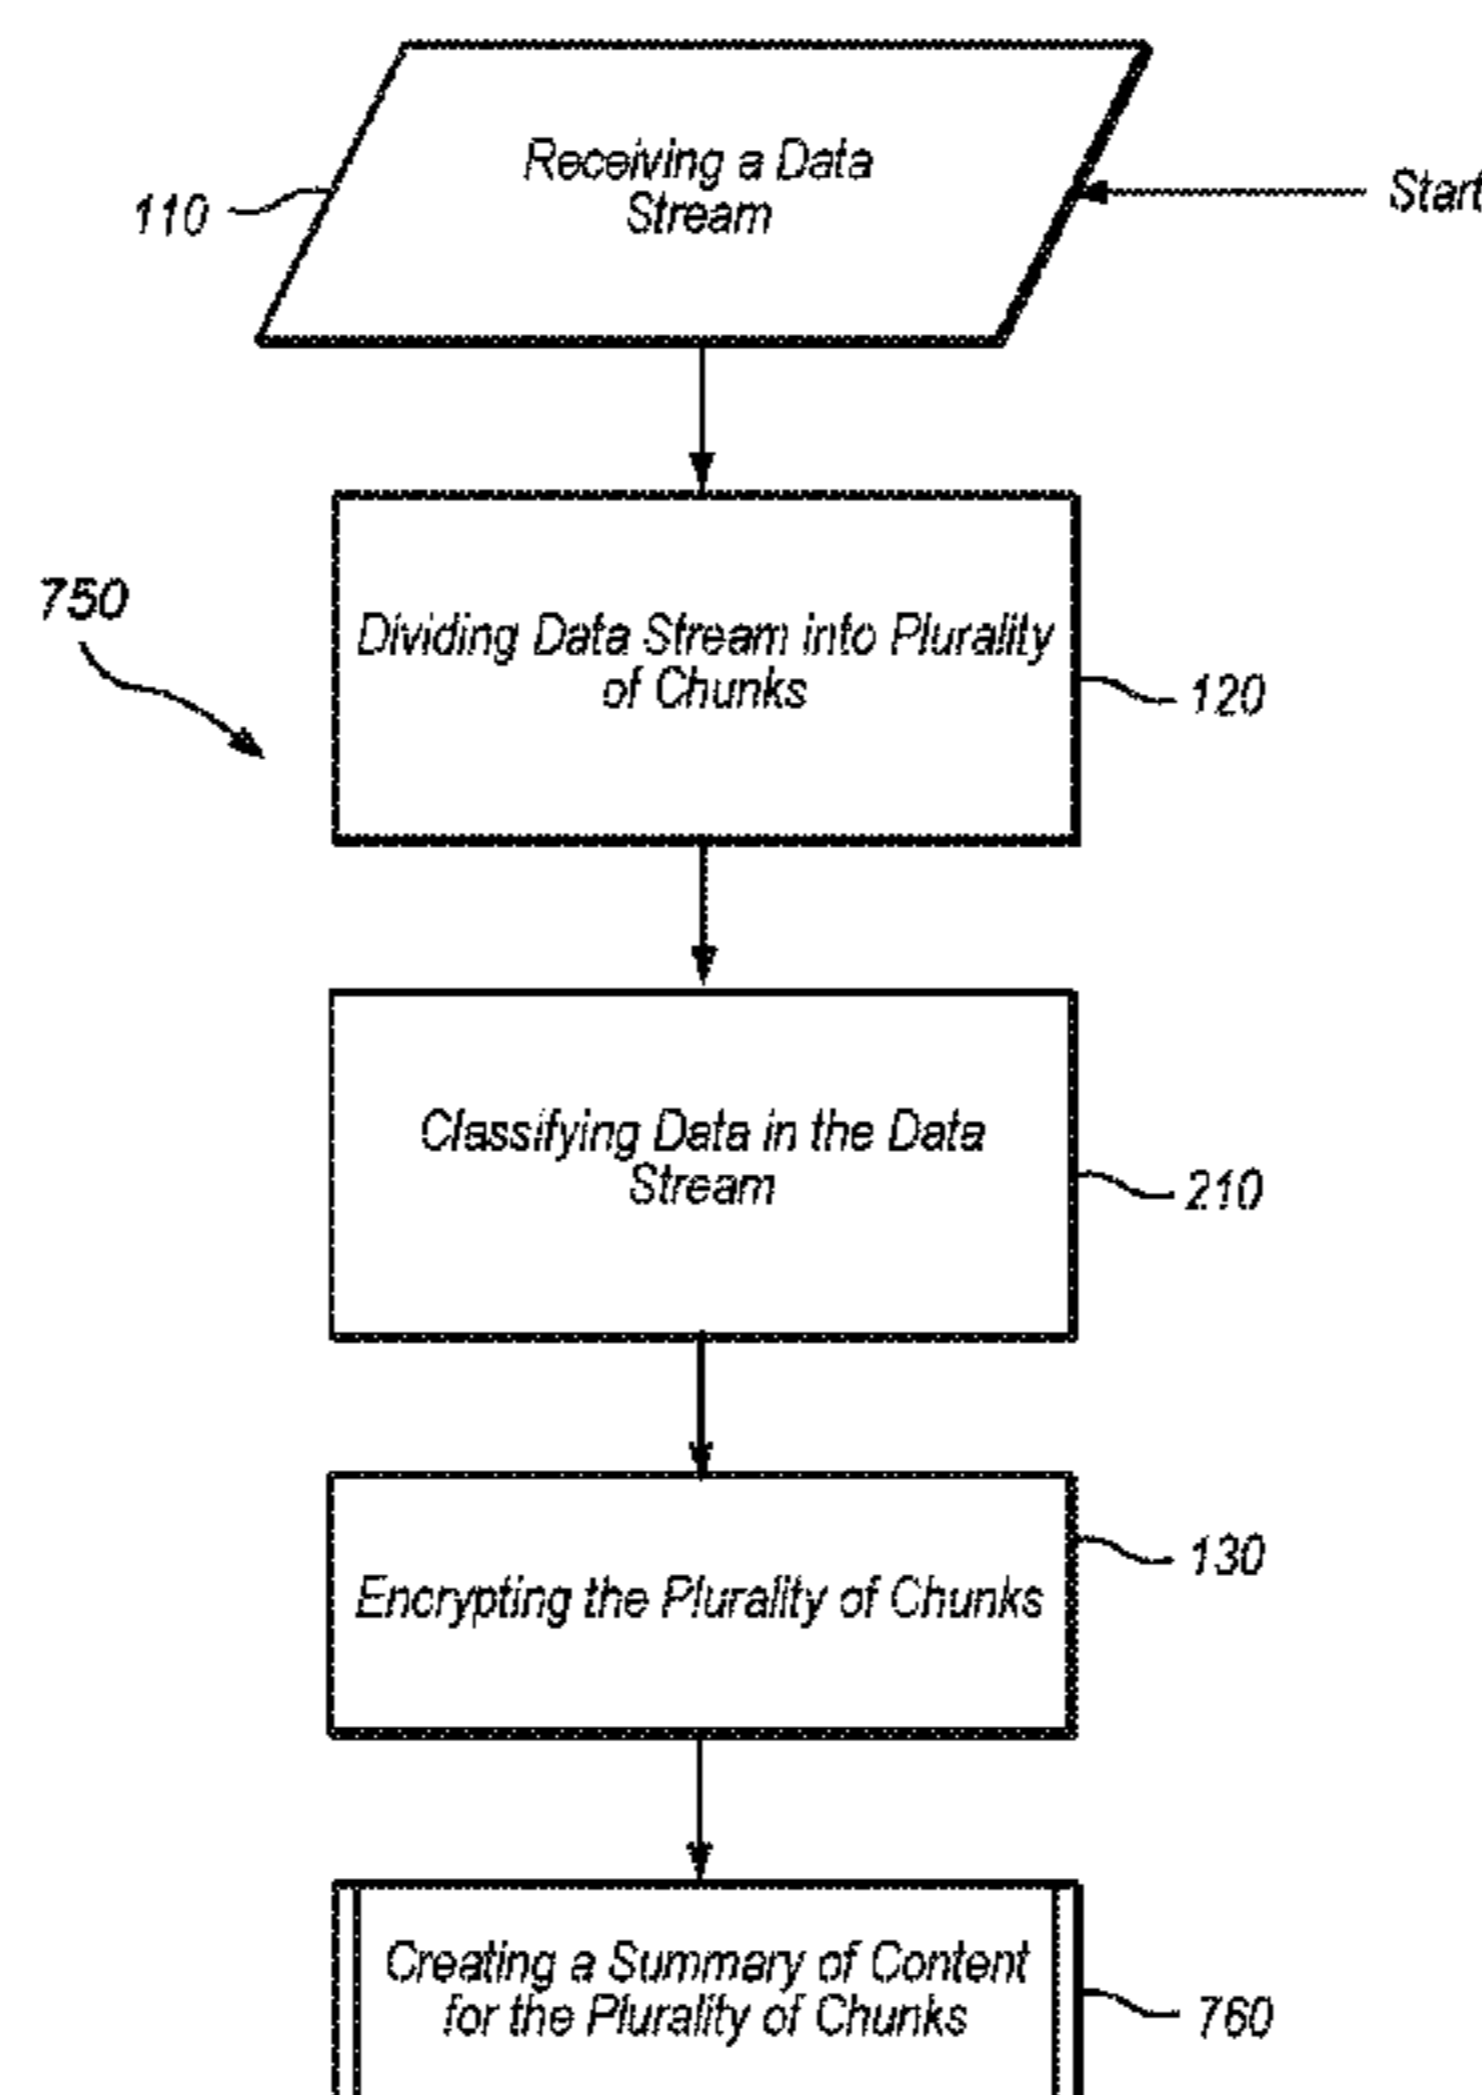 Receiving a Data
Stream
110
Start
750
Dividing Data Stream into Plurality
of Chunks
120
Classifying Data in the Data
Stream
210
130
Encrypting the Plurality of Chunks
Creating a Summary of Content
for the Plurality of Chunks
760